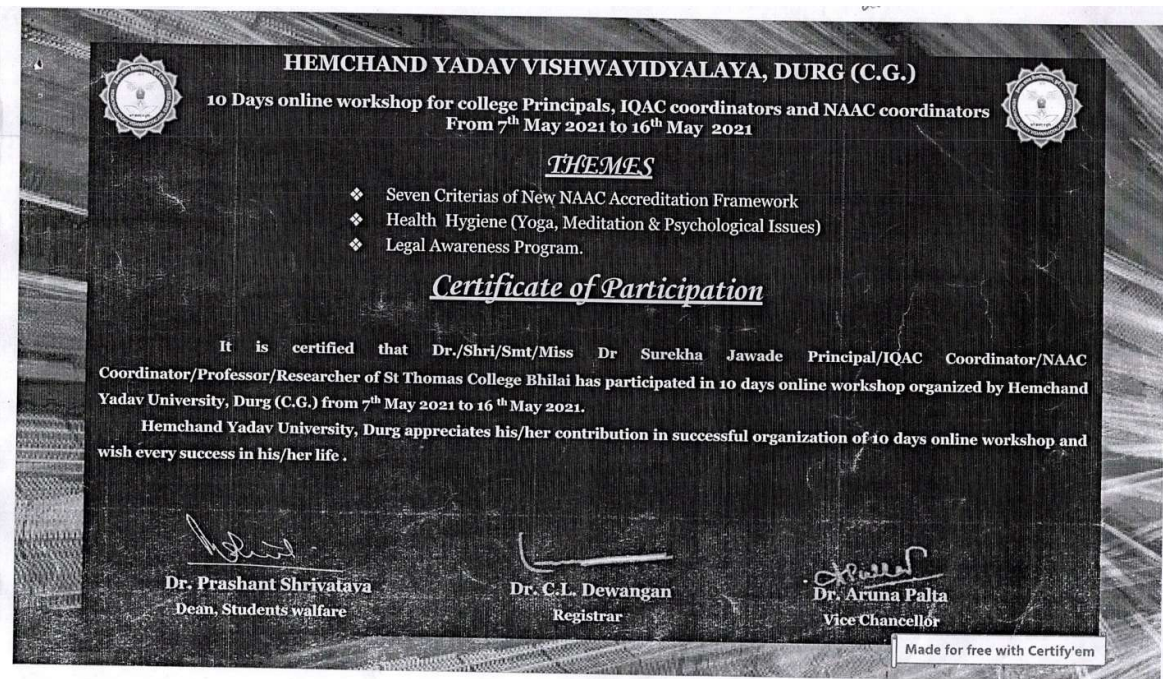 HEMCHAND YADAV VISHWAVIDYALAYA, DURG (C.G.)
10 Days online workshop for college Principals, IQAC coordinators and NAAC coordinators
From 7th May 2021 to 16th May 2021
THEMES
❖ Seven Criterias of New NAAC Accreditation Framework
❖ Health Hygiene (Yoga, Meditation & Psychological Issues)
❖ Legal Awareness Program.
Certificate of Participation
It is certified that Dr./Shri/Smt/Miss Dr Surekha Jawade Principal/IQAC Coordinator/NAAC
Coordinator/Professor/Researcher of St Thomas College Bhilai has participated in 10 days online workshop organized by Hemchand
Yadav University, Durg (C.G.) from 7th May 2021 to 16 th May 2021.
Hemchand Yadav University, Durg appreciates his/her contribution in successful organization of 10 days online workshop and
wish every success in his/her life .
Dr. Prashant Shrivatava
Dean, Students walfare
Dr. C.L. Dewangan
Registrar
Dr. Aruna Palta
Vice Chancellor
Made for free with Certify'em